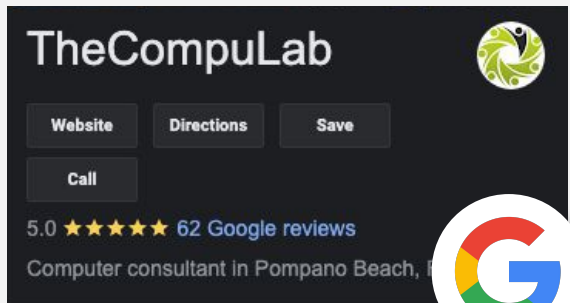 TheCompuLab
Website Directions Save
Call
5.0 ★★★★★ 62 Google reviews
Computer consultant in Pompano Beach,